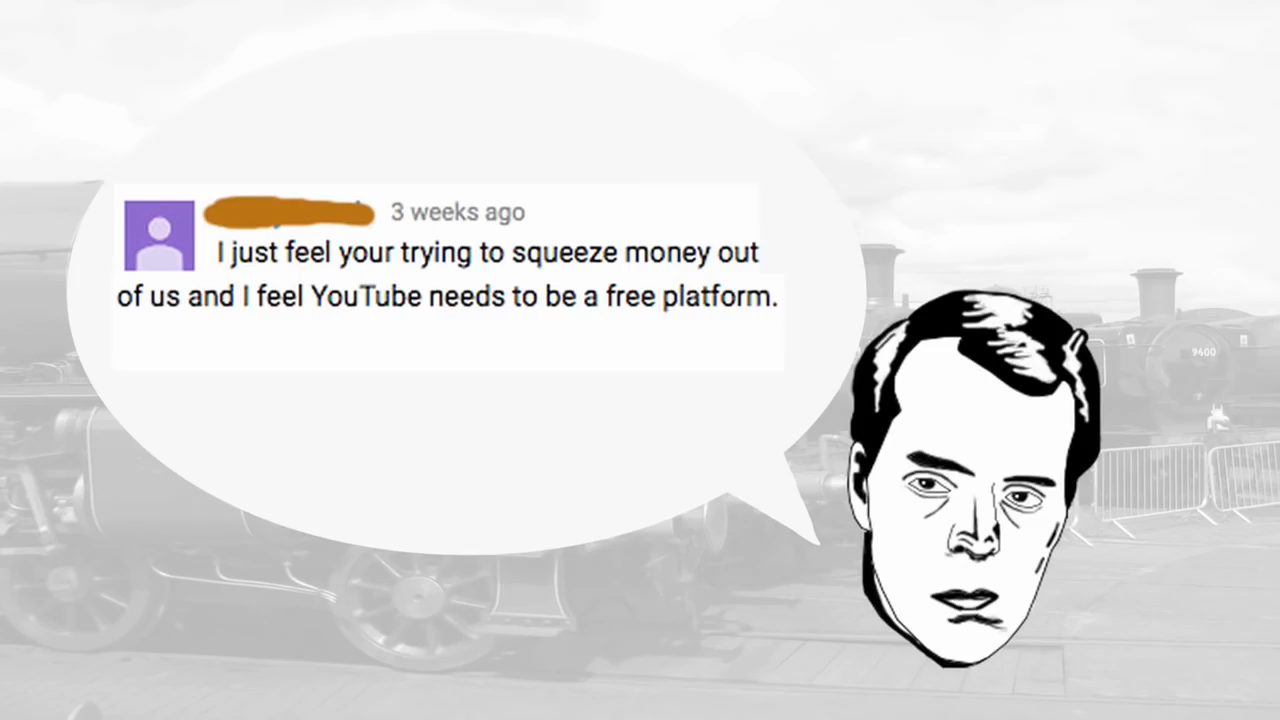 3 weeks ago
I just feel your trying to squeeze money out
of us and I feel YouTube needs to be a free platform.
9400